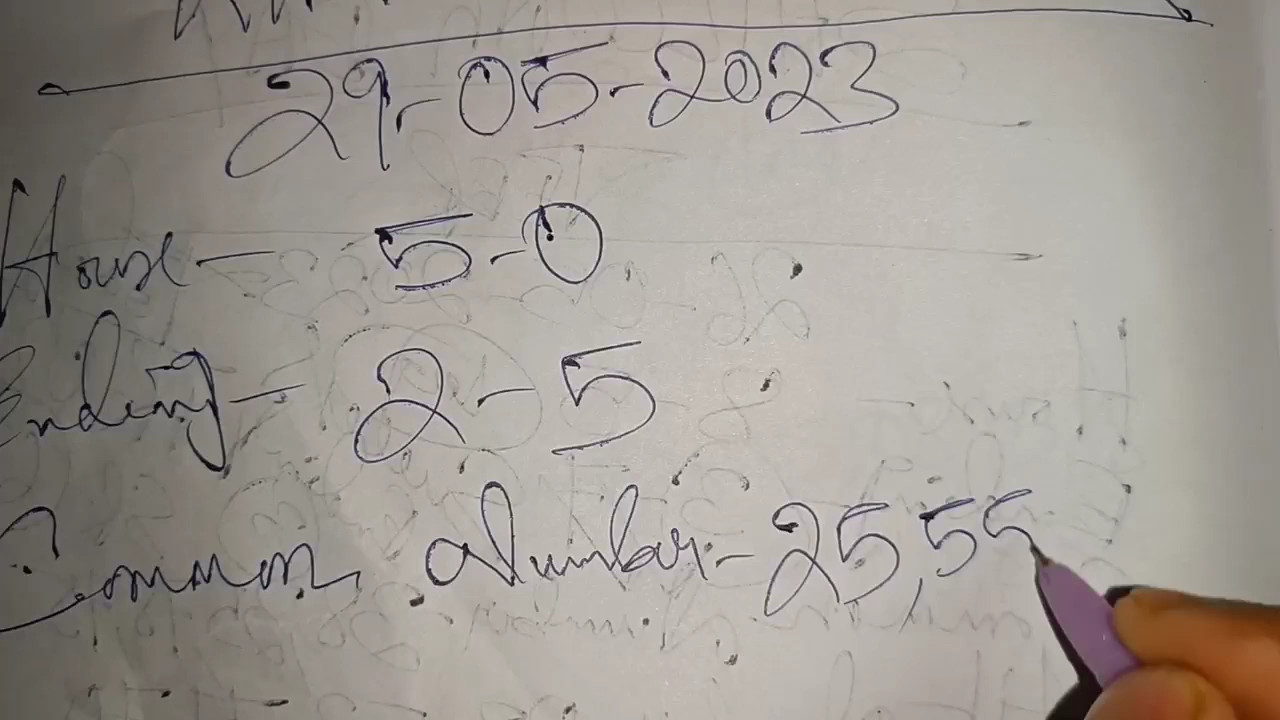 29-05-2023
House - 5-0
Ending - 2-5
Common Number - 25, 55